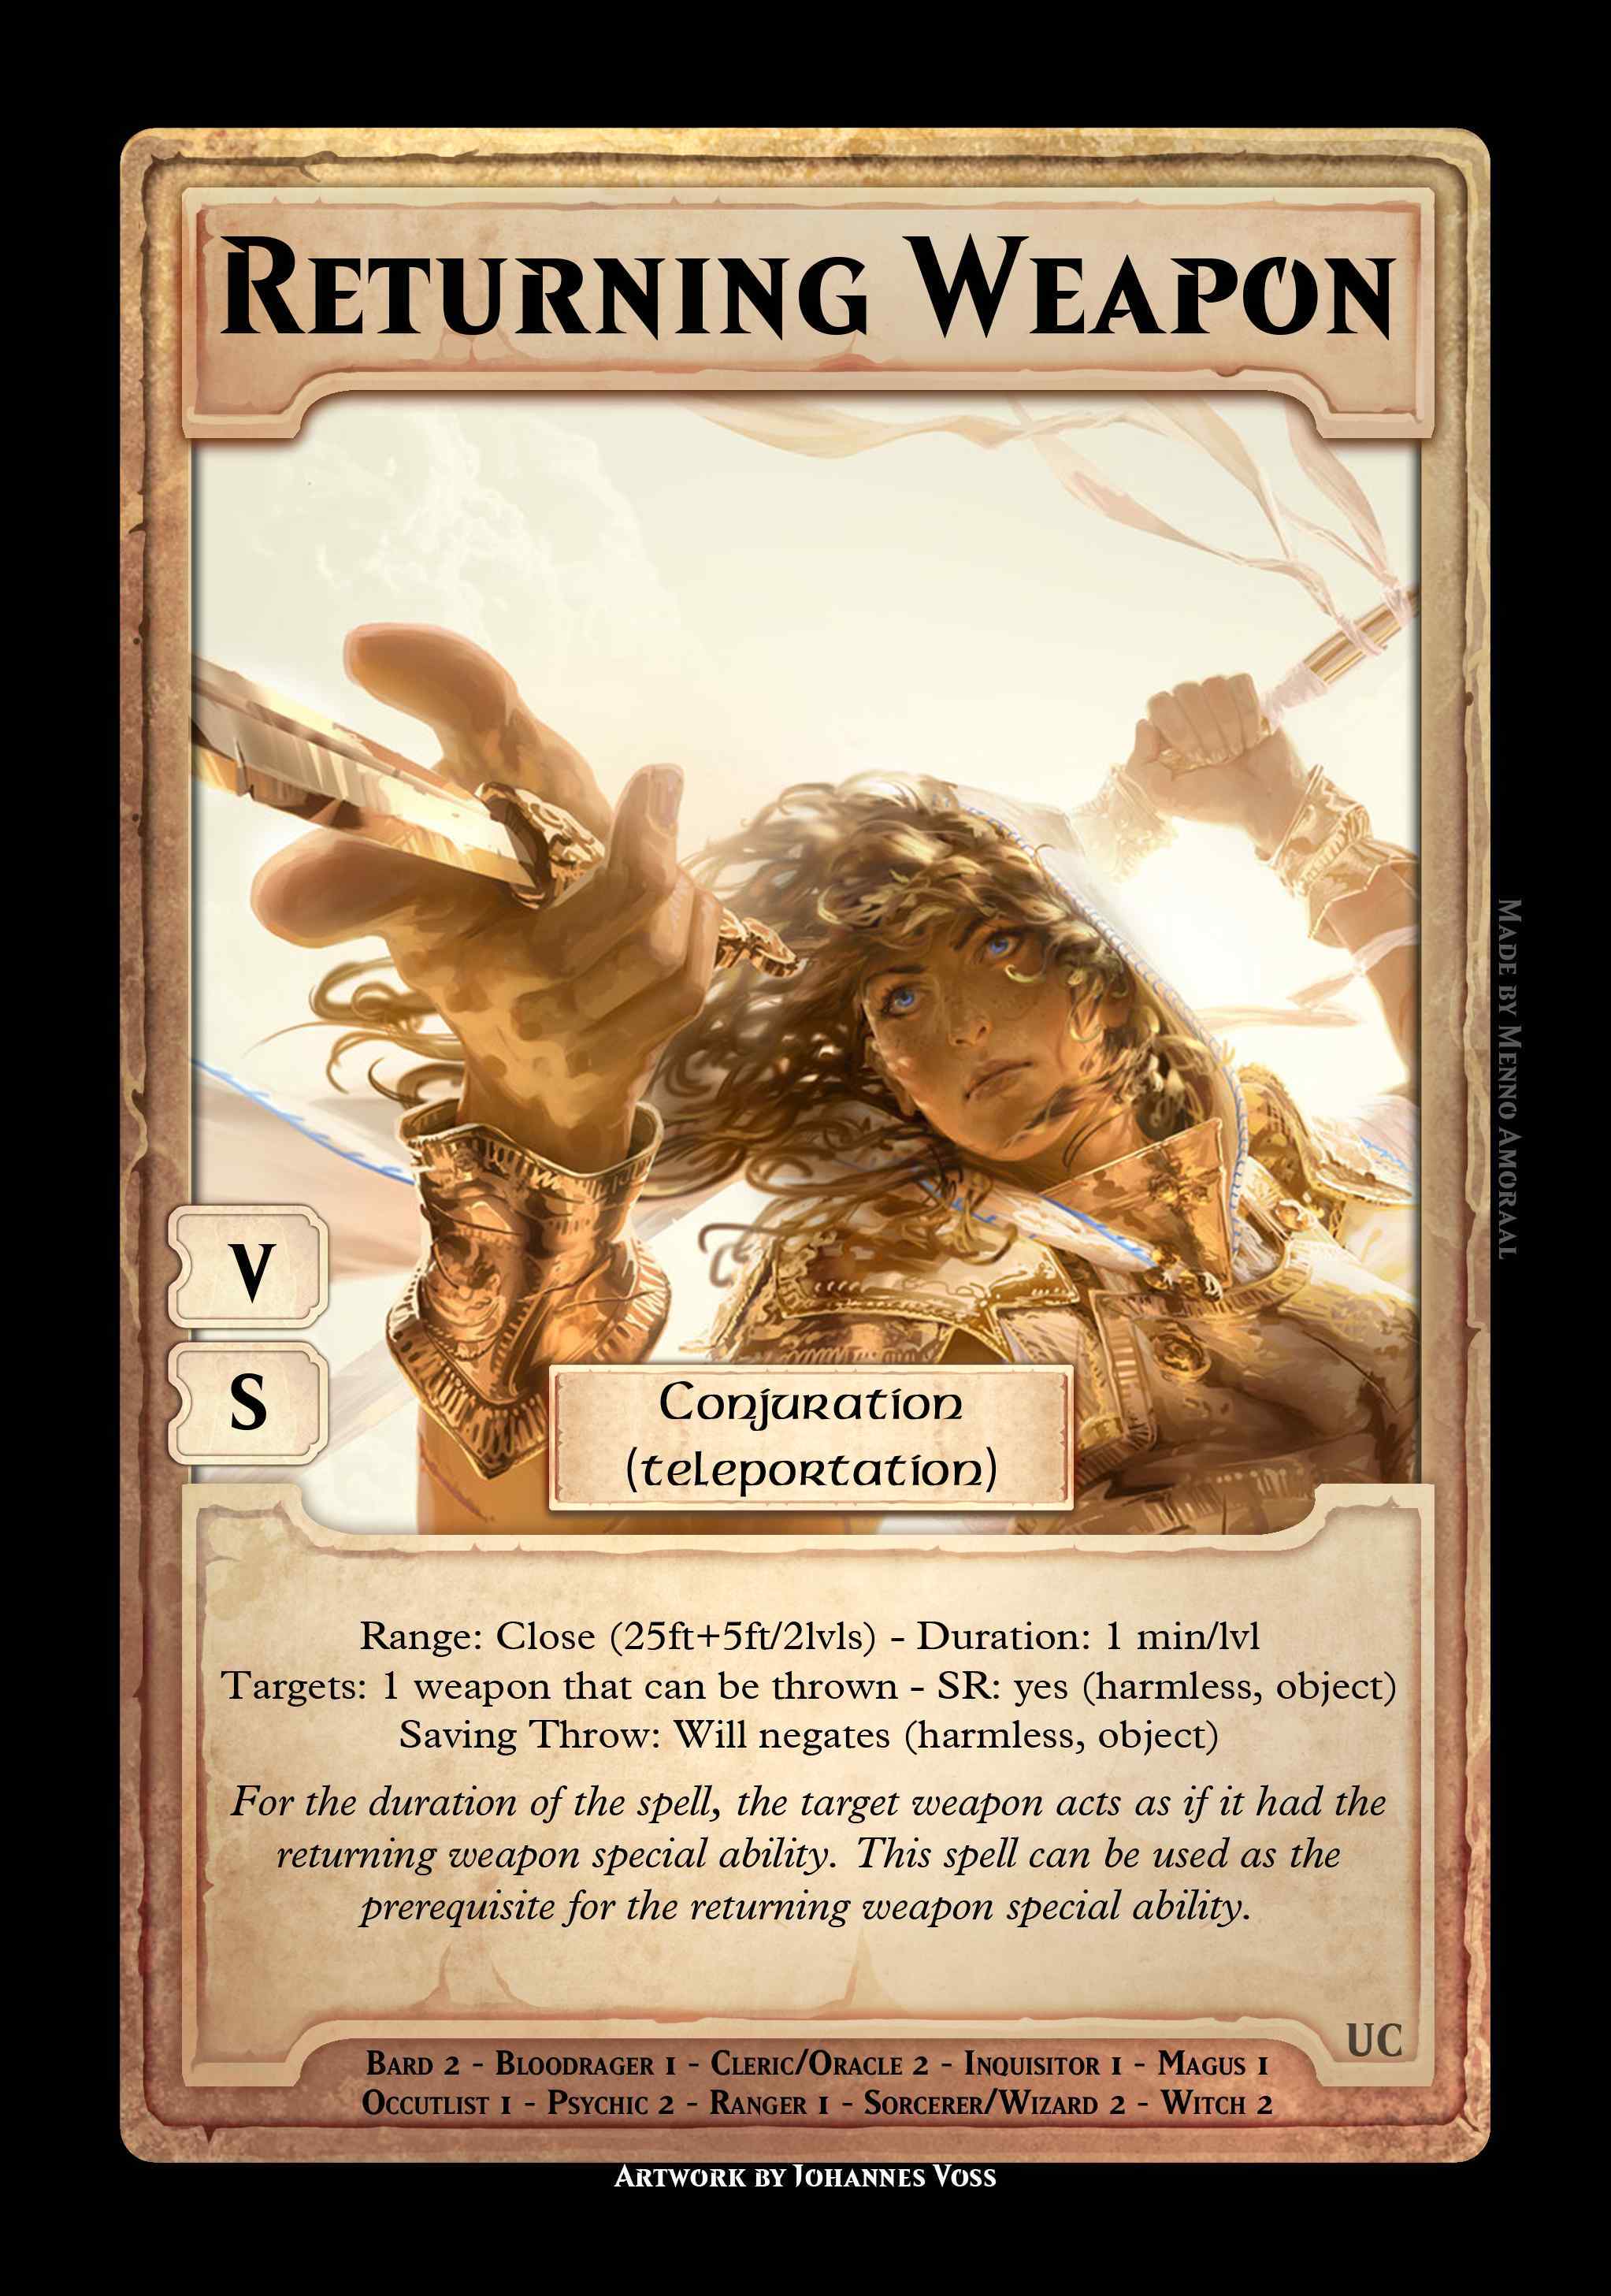 Returning Weapon
V
S
Conjuration
(teleportation)
Range: Close (25ft+5ft/2lvls) - Duration: 1 min/lvl
Targets: 1 weapon that can be thrown - SR: yes (harmless, object)
Saving Throw: Will negates (harmless, object)
For the duration of the spell, the target weapon acts as if it had the
returning weapon special ability. This spell can be used as the
prerequisite for the returning weapon special ability.
UC
Bard 2 - Bloodrager 1 - Cleric/Oracle 2 - Inquisitor 1 - Magus 1
Occutlist 1 - Psychic 2 - Ranger 1 - Sorcerer/Wizard 2 - Witch 2
Artwork by Johannes Voss
Made by Menno Amoraal